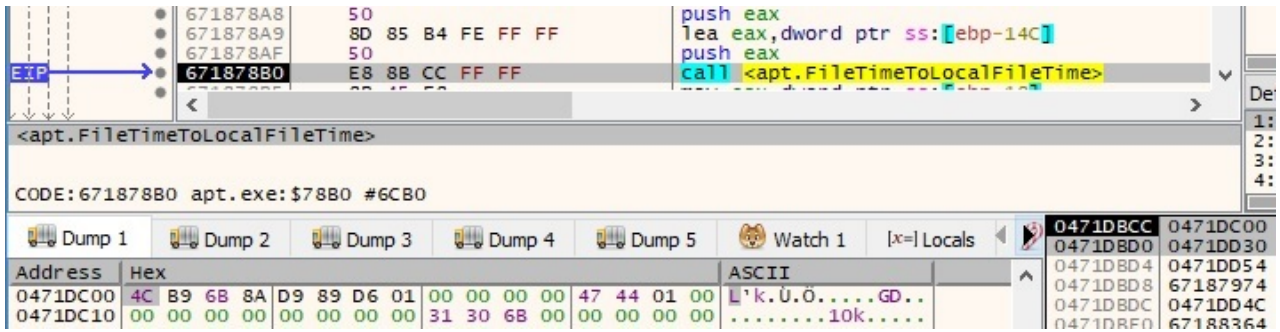 671878A8 50 push eax
671878A9 8D 85 B4 FE FF FF lea eax,dword ptr ss:[ebp-14C]
671878AF 50 push eax
EIP 671878B0 E8 8B CC FF FF call <apt.FileTimeToLocalFileTime>
<apt.FileTimeToLocalFileTime>
CODE:671878B0 apt.exe:$78B0 #6CB0
De
1:
2:
3:
4:
Dump 1 Dump 2 Dump 3 Dump 4 Dump 5 Watch 1 [x=] Locals
Address Hex ASCII
0471DC00 4C B9 6B 8A D9 89 D6 01 00 00 00 00 47 44 01 00 L¹k.Ù.Ö.....GD..
0471DC10 00 00 00 00 00 00 00 00 31 30 6B 00 00 00 00 00 ........10k.....
0471DBCC 0471DC00
0471DBD0 0471DD30
0471DBD4 0471DD54
0471DBD8 67187974
0471DBDC 0471DD4C
0471DBE0 67188364